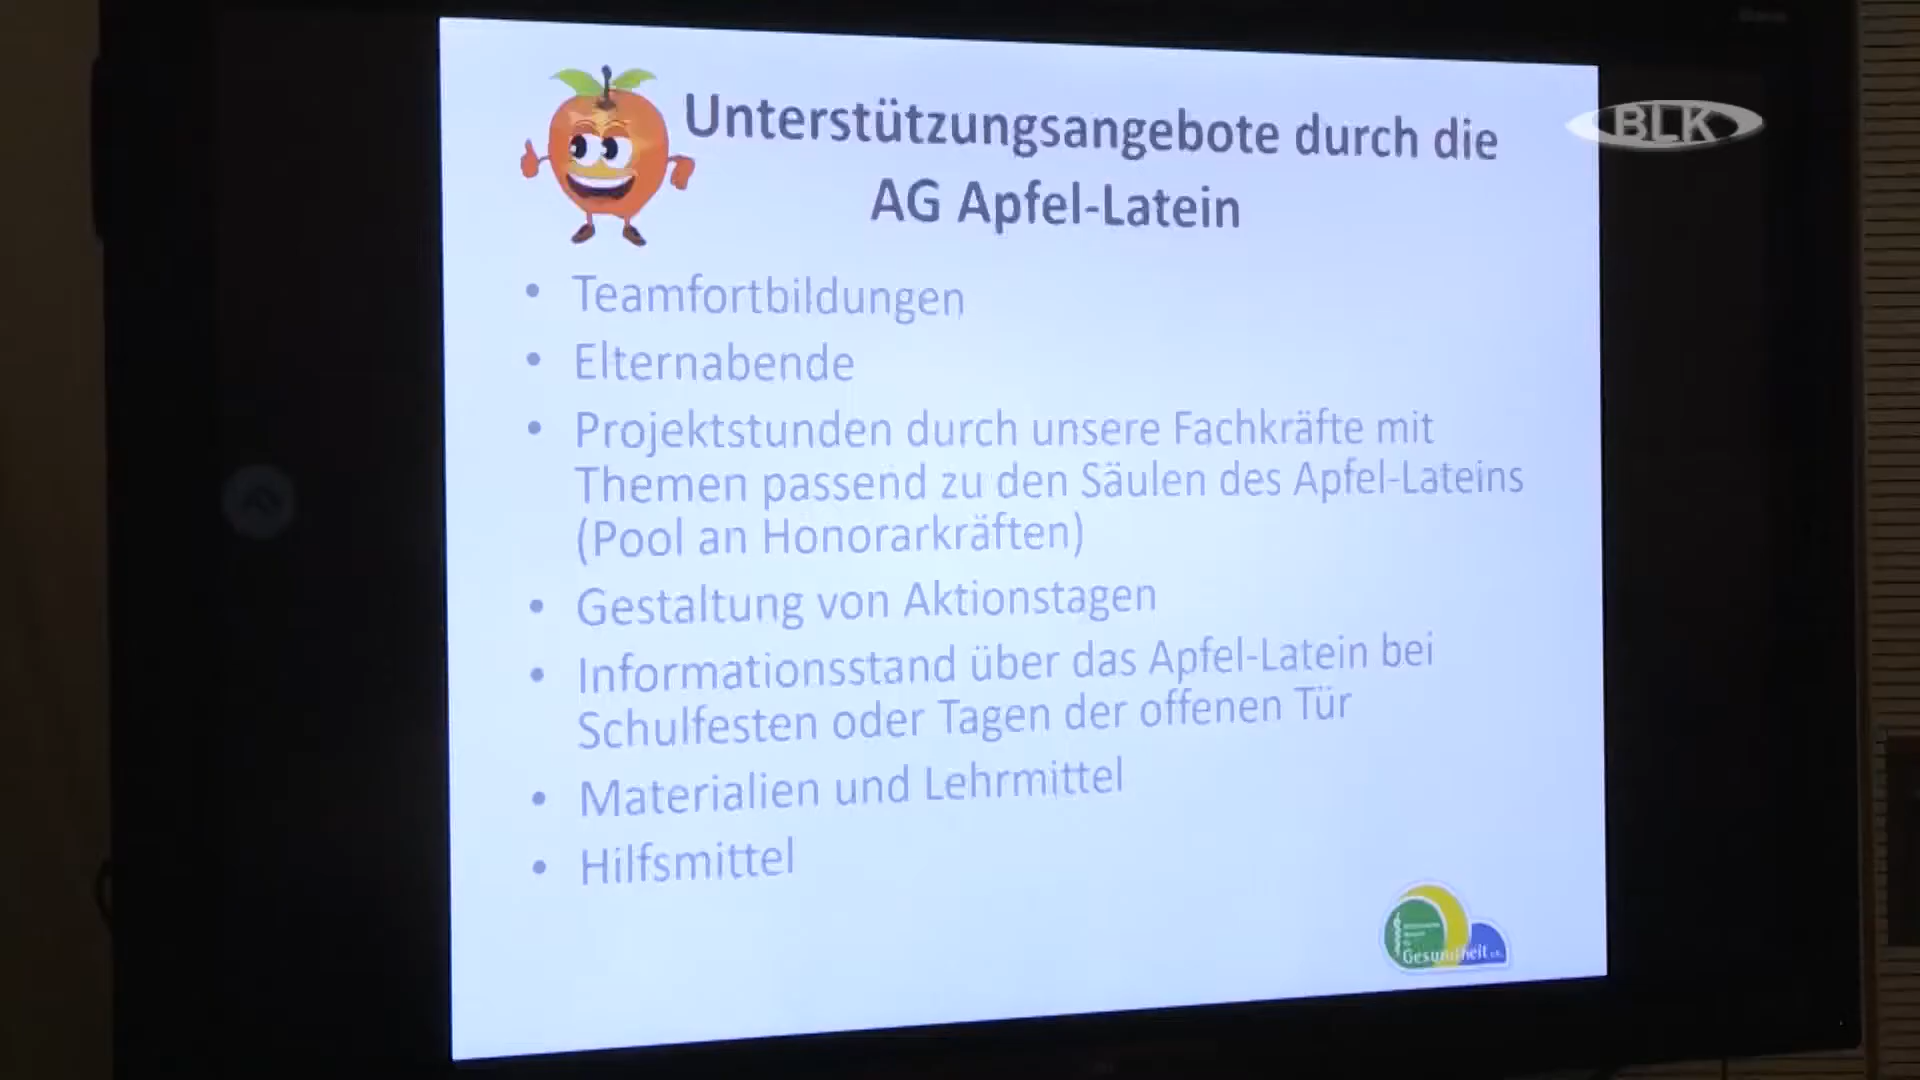 Unterstützungsangebote durch die
AG Apfel-Latein
BLK
• Teamfortbildungen
• Elternabende
• Projektstunden durch unsere Fachkräfte mit
Themen passend zu den Säulen des Apfel-Lateins
(Pool an Honorarkräften)
• Gestaltung von Aktionstagen
• Informationsstand über das Apfel-Latein bei
Schulfesten oder Tagen der offenen Tür
• Materialien und Lehrmittel
• Hilfsmittel
Gesundheit